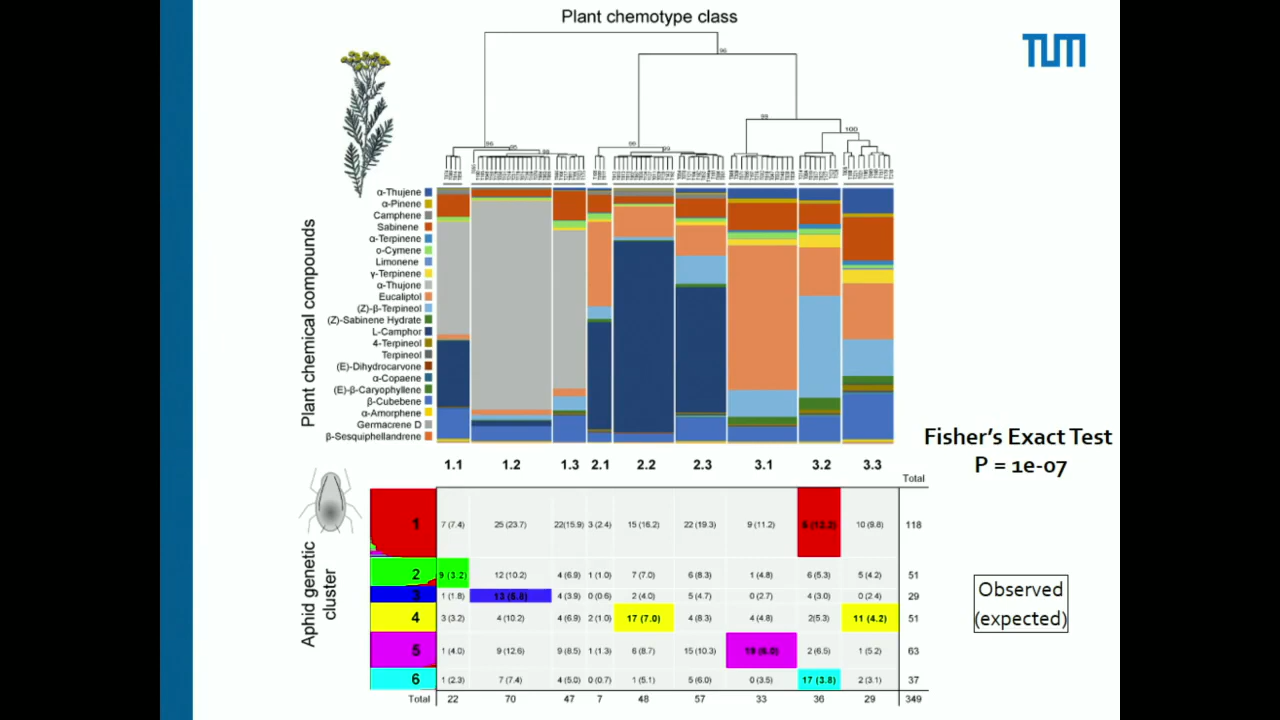 Plant chemotype class
TUM
96
99
100
Plant chemical compounds
α-Thujene
α-Pinene
Camphene
Sabinene
α-Terpinene
o-Cymene
Limonene
γ-Terpinene
α-Thujone
Eucaliptol
(Z)-β-Terpineol
(Z)-Sabinene Hydrate
L-Camphor
4-Terpineol
Terpineol
(E)-Dihydrocarvone
α-Copaene
(E)-β-Caryophyllene
β-Cubebene
α-Amorphene
Germacrene D
β-Sesquiphellandrene
Fisher's Exact Test
P = 1e-07
1.1 1.2 1.3 2.1 2.2 2.3 3.1 3.2 3.3
Total
Aphid genetic
cluster
1 7 (7.4) 25 (23.7) 22(15.9) 3 (2.4) 15 (16.2) 22 (19.3) 9 (11.2) (12.2) 10 (9.8) 118
2 9 (3.2) 12 (10.2) 4 (6.9) 1 (1.0) 7 (7.0) 6 (8.3) 1 (4.8) 6 (5.3) 5 (4.2) 51
3 1 (1.8) 13 (5.8) 4 (3.9) 0 (0.6) 2 (4.0) 5 (4.7) 0 (2.7) 4 (3.0) 0 (2.4) 29
4 3 (3.2) 4 (10.2) 4 (6.9) 2 (1.0) 17 (7.0) 4 (8.3) 4 (4.8) 2(5.3) 11 (4.2) 51
5 1 (4.0) 9 (12.6) 9 (8.5) 1 (1.3) 6 (8.7) 15 (10.3) 19 (6.0) 2 (6.5) 1 (5.2) 63
6 1 (2.3) 7 (7.4) 4 (5.0) 0 (0.7) 1 (5.1) 5 (6.0) 0 (3.5) 17 (3.8) 2 (3.1) 37
Total 22 70 47 7 48 57 33 36 29 349
Observed
(expected)